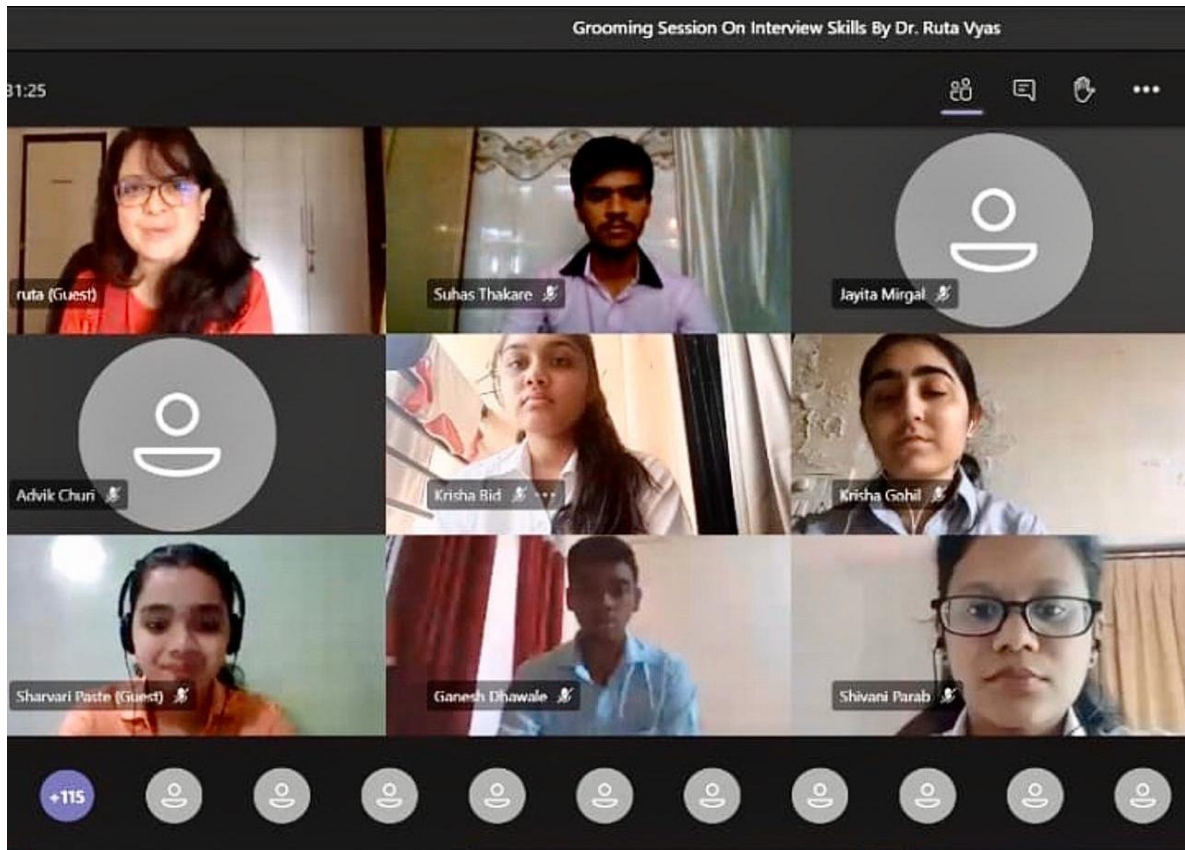 Grooming Session On Interview Skills By Dr. Ruta Vyas
31:25
ruta (Guest)
Suhas Thakare
Jayita Mirgal
Advik Churi
Krisha Bid
Krisha Gohil
Sharvari Paste (Guest)
Ganesh Dhawale
Shivani Parab
+115